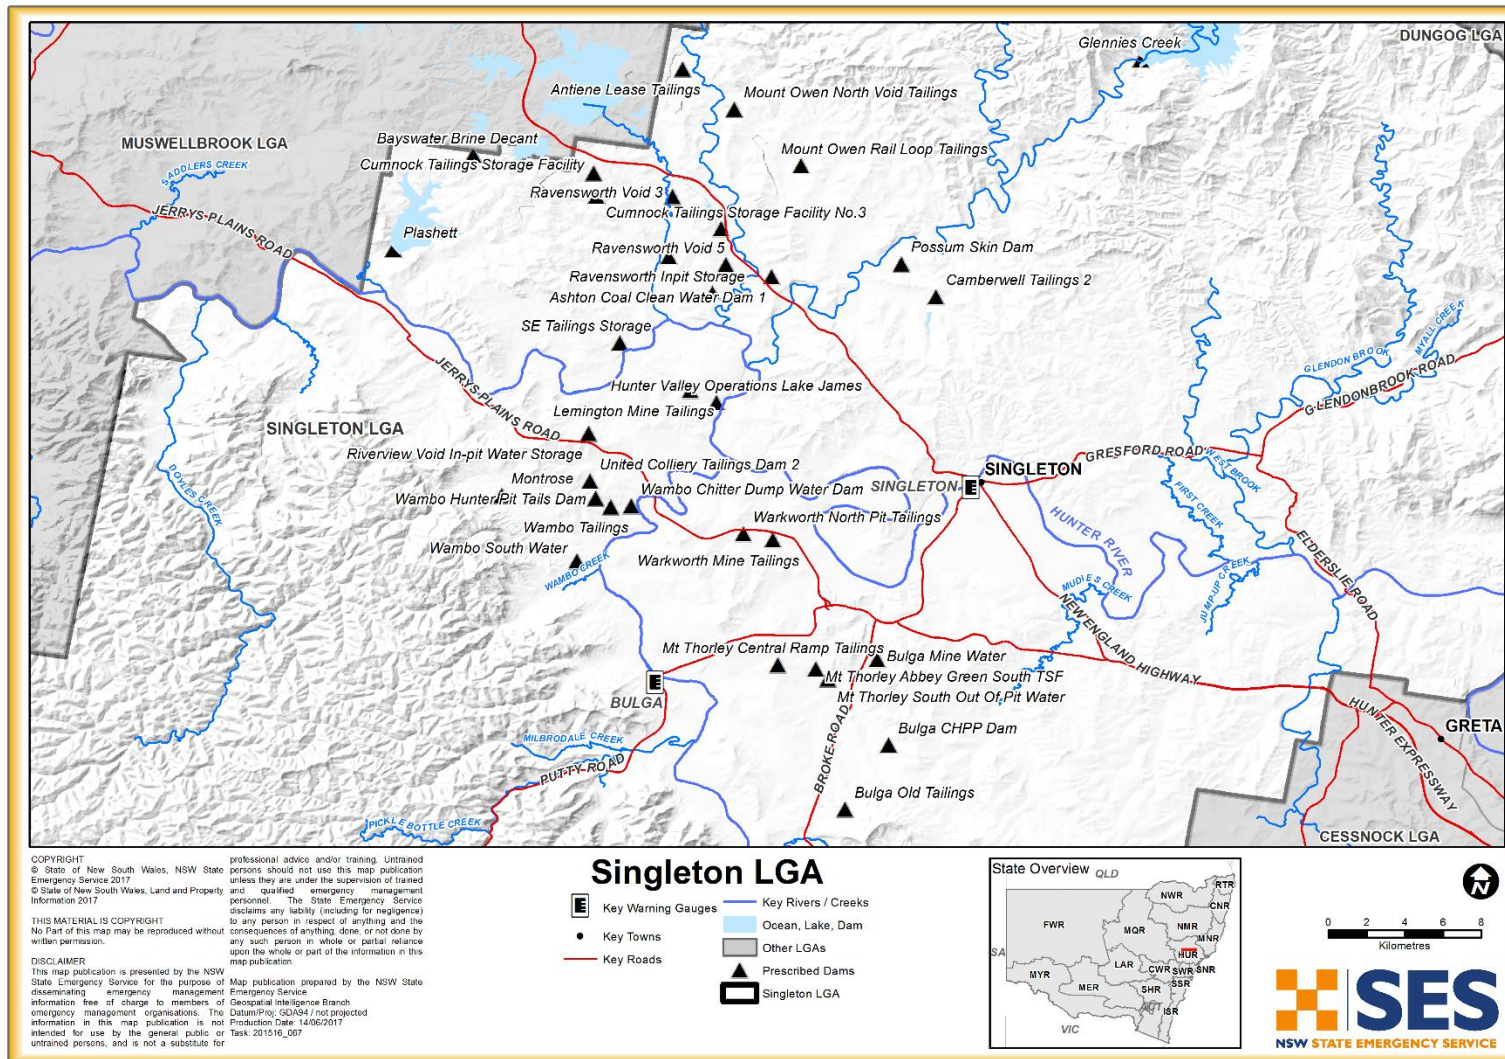 Glennies Creek
DUNGOG LGA
Antiene Lease Tailings
Mount Owen North Void Tailings
MUSWELLBROOK LGA
Bayswater Brine Decant
Mount Owen Rail Loop Tailings
Cumnock Tailings Storage Facility
SADDLERS CREEK
Ravensworth Void 3
JERRYS PLAINS ROAD
Cumnock Tailings Storage Facility No.3
Plashett
Ravensworth Void 5
Possum Skin Dam
Ravensworth Inpit Storage
Camberwell Tailings 2
Ashton Coal Clean Water Dam 1
SE Tailings Storage
MYALL CREEK
GLENDON BROOK
JERRYS PLAINS ROAD
Hunter Valley Operations Lake James
GLENDONBROOK ROAD
Lemington Mine Tailings
SINGLETON LGA
Riverview Void In-pit Water Storage
United Colliery Tailings Dam 2
GRESFORD ROAD
SINGLETON
DOYLES CREEK
Montrose
Wambo Chitter Dump Water Dam
SINGLETON
WEST BROOK
Wambo Hunter Pit Tails Dam
FIRST CREEK
Wambo Tailings
Warkworth North Pit Tailings
HUNTER RIVER
Wambo South Water
Warkworth Mine Tailings
ELDERSLIE ROAD
WAMBO CREEK
MUDIES CREEK
JUMP-UP CREEK
NEW ENGLAND HIGHWAY
Mt Thorley Central Ramp Tailings
Bulga Mine Water
Mt Thorley Abbey Green South TSF
BULGA
Mt Thorley South Out Of Pit Water
HUNTER EXPRESSWAY
GRETA
MILBRODALE CREEK
BROKE ROAD
Bulga CHPP Dam
PUTTY ROAD
Bulga Old Tailings
PICKLE BOTTLE CREEK
CESSNOCK LGA
COPYRIGHT
© State of New South Wales, NSW State
Emergency Service 2017
© State of New South Wales, Land and Property
Information 2017
THIS MATERIAL IS COPYRIGHT
No Part of this map may be reproduced without
written permission.
DISCLAIMER
This map publication is presented by the NSW
State Emergency Service for the purpose of
disseminating emergency management
information free of charge to members of
emergency management organisations. The
information in this map publication is not
intended for use by the general public or
untrained persons, and is not a substitute for
professional advice and/or training. Untrained
persons should not use this map publication
unless they are under the supervision of trained
and qualified emergency management
personnel. The State Emergency Service
disclaims any liability (including for negligence)
to any person in respect of anything and the
consequences of anything, done, or not done by
any such person in whole or partial reliance
upon the whole or part of the information in this
map publication.
Map publication prepared by the NSW State
Emergency Service
Geospatial Intelligence Branch
Datum/Proj: GDA94 / not projected
Production Date: 14/06/2017
Task: 201516_067
Singleton LGA
Key Warning Gauges
Key Towns
Key Roads
Key Rivers / Creeks
Ocean, Lake, Dam
Other LGAs
Prescribed Dams
Singleton LGA
State Overview
QLD
RTR
NWR
CNR
FWR
NMR
MQR
MNR
SA
HUR
LAR
CWR
SWR
SNR
MYR
SSR
MER
SHR
ACT
ISR
VIC
N
0 2 4 6 8
Kilometres
SES
NSW STATE EMERGENCY SERVICE